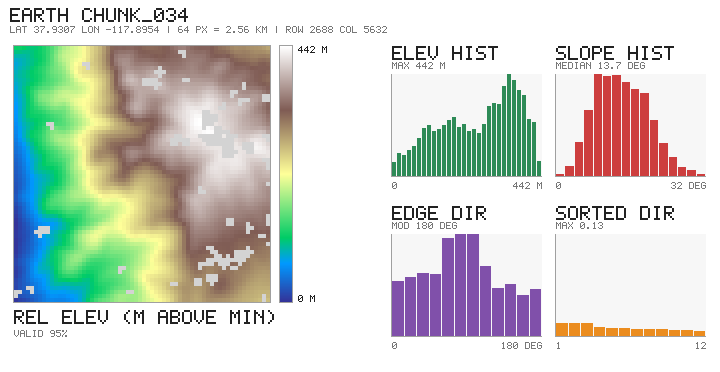 EARTH CHUNK_034
LAT 37.9307 LON -117.8954 | 64 PX = 2.56 KM | ROW 2688 COL 5632
442 M
0 M
REL ELEV (M ABOVE MIN)
VALID 95%
ELEV HIST
MAX 442 M
0 442 M
SLOPE HIST
MEDIAN 13.7 DEG
0 32 DEG
EDGE DIR
MOD 180 DEG
0 180 DEG
SORTED DIR
MAX 0.13
1 12